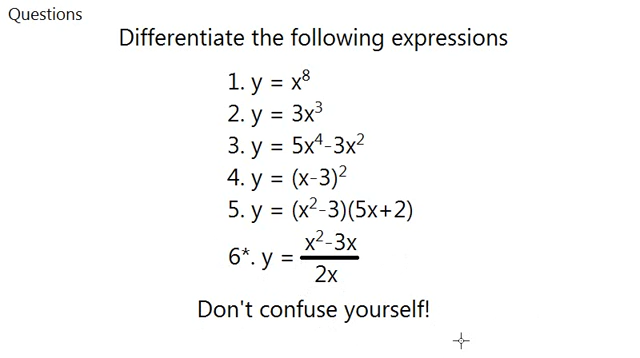 Questions
Differentiate the following expressions
1. y = x⁸
2. y = 3x³
3. y = 5x⁴-3x²
4. y = (x-3)²
5. y = (x²-3)(5x+2)
6*. y = x²-3x
2x
Don't confuse yourself!